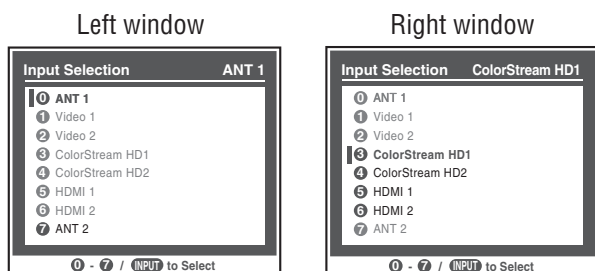 Left window
Input Selection ANT 1
0 ANT 1
1 Video 1
2 Video 2
3 ColorStream HD1
4 ColorStream HD2
5 HDMI 1
6 HDMI 2
7 ANT 2
0 - 7 / INPUT to Select
Right window
Input Selection ColorStream HD1
0 ANT 1
1 Video 1
2 Video 2
3 ColorStream HD1
4 ColorStream HD2
5 HDMI 1
6 HDMI 2
7 ANT 2
0 - 7 / INPUT to Select